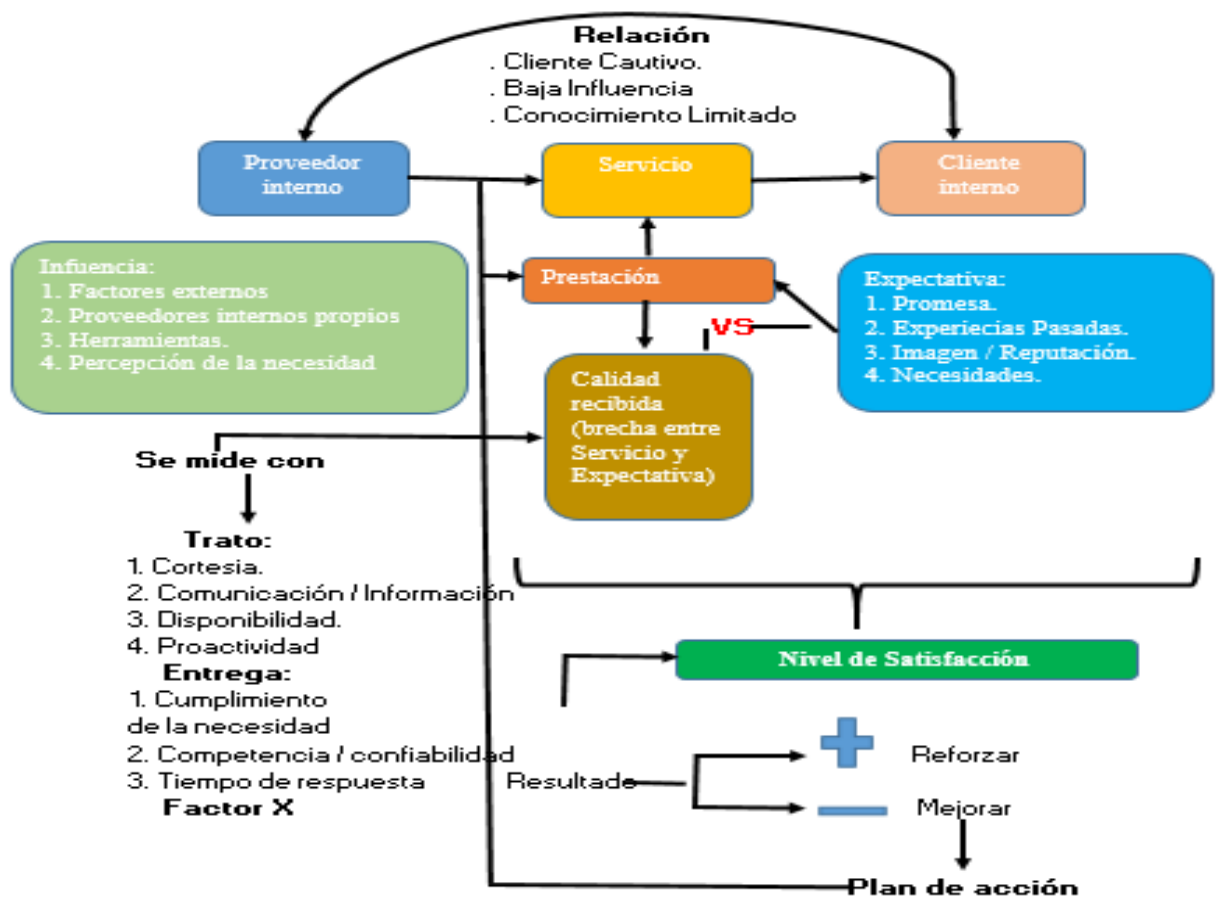 Relación
. Cliente Cautivo.
. Baja Influencia
. Conocimiento Limitado
Proveedor
interno
Servicio
Cliente
interno
Infuencia:
1. Factores externos
2. Proveedores internos propios
3. Herramientas.
4. Percepción de la necesidad
Prestación
Expectativa:
1. Promesa.
2. Experiecias Pasadas.
3. Imagen / Reputación.
4. Necesidades.
VS
Calidad
recibida
(brecha entre
Servicio y
Expectativa)
Se mide con
Trato:
1. Cortesia.
2. Comunicación / Información
3. Disponibilidad.
4. Proactividad
Entrega:
1. Cumplimiento
de la necesidad
2. Competencia / confiabilidad
3. Tiempo de respuesta
Factor X
Nivel de Satisfacción
Resultado
Reforzar
Mejorar
Plan de acción